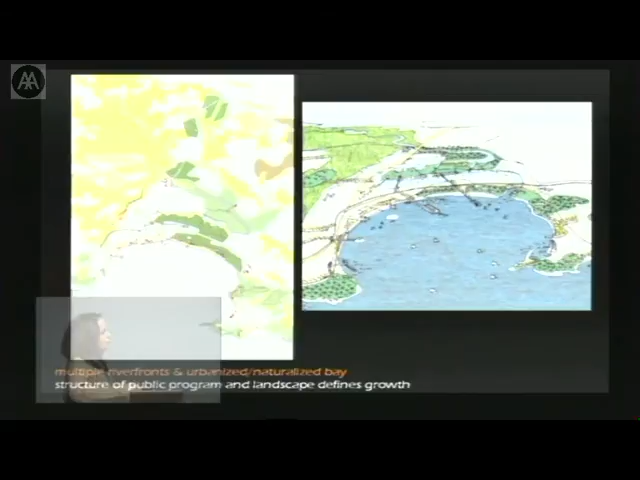 AA
multiple riverfronts & urbanized/naturalized bay
structure of public program and landscape defines growth